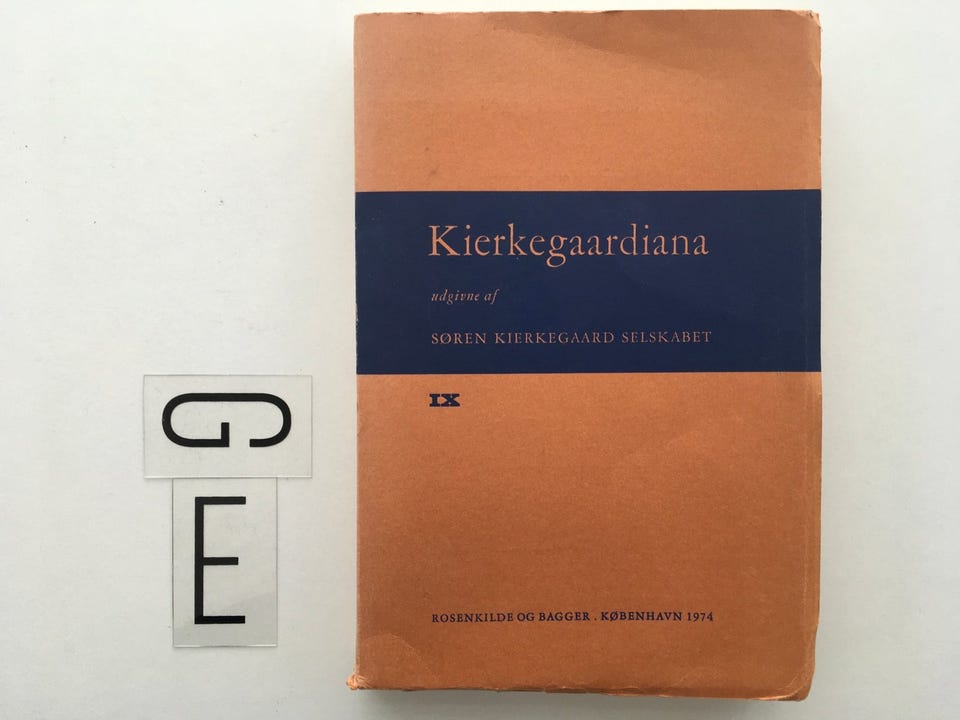 Kierkegaardiana
udgivne af
SØREN KIERKEGAARD SELSKABET
IX
ROSENKILDE OG BAGGER . KØBENHAVN 1974
G
E